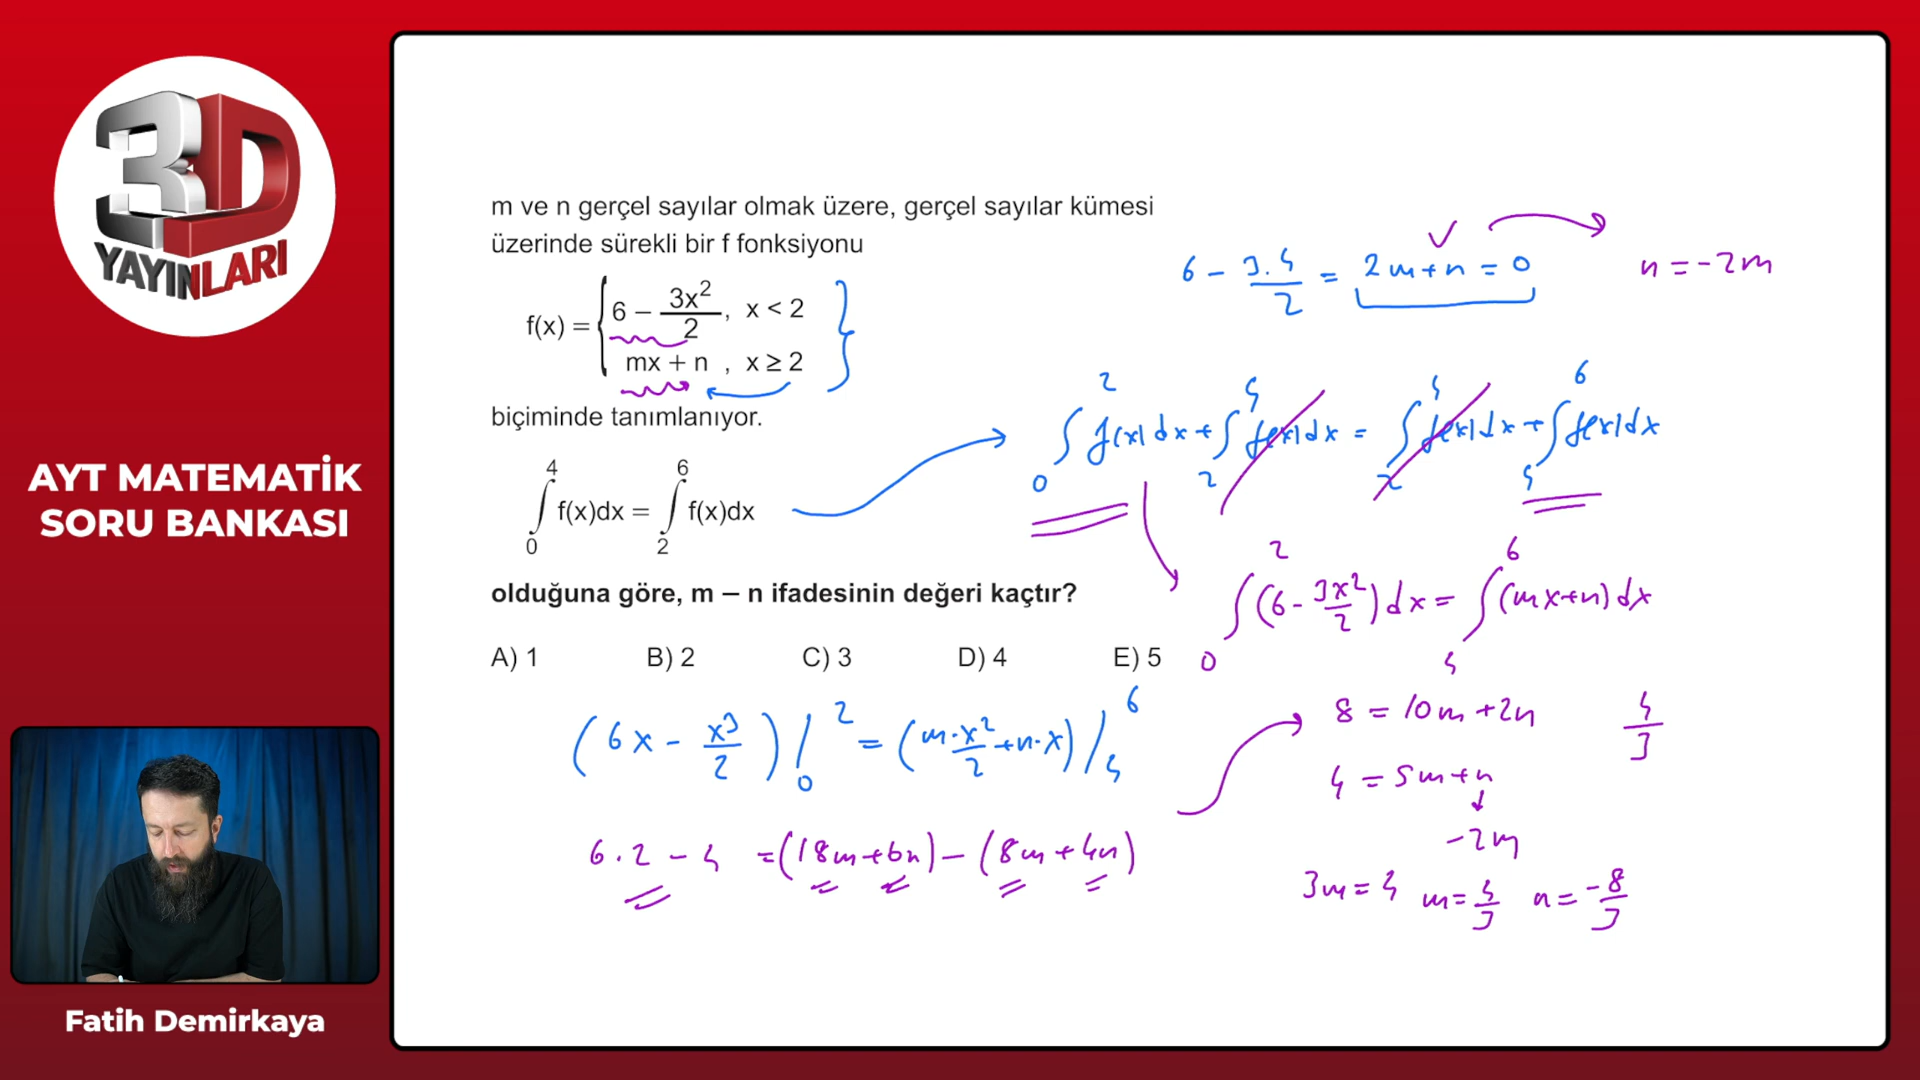 3D
YAYINLARI
AYT MATEMATİK
SORU BANKASI
Fatih Demirkaya
m ve n gerçel sayılar olmak üzere, gerçel sayılar kümesi
üzerinde sürekli bir f fonksiyonu
f(x) = { 6 − 3x²/2 , x < 2
mx + n , x ≥ 2 }
biçiminde tanımlanıyor.
∫₀⁴ f(x)dx = ∫₂⁶ f(x)dx
olduğuna göre, m − n ifadesinin değeri kaçtır?
A) 1 B) 2 C) 3 D) 4 E) 5
6 − 3.4/2 = 2m+n = 0 ✓ → n = −2m
∫₀² f(x)dx + ∫₂⁴ f(x)dx = ∫₂⁴ f(x)dx + ∫₄⁶ f(x)dx
∫₀² (6 − 3x²/2)dx = ∫₄⁶ (mx+n)dx
(6x − x³/2)|₀² = (m·x²/2 + n·x)|₄⁶
6·2 − 4 = (18m+6n) − (8m+4n)
8 = 10m+2n
4/3
4 = 5m+n
↓
−2m
3m = 4 m = 4/3 n = −8/3